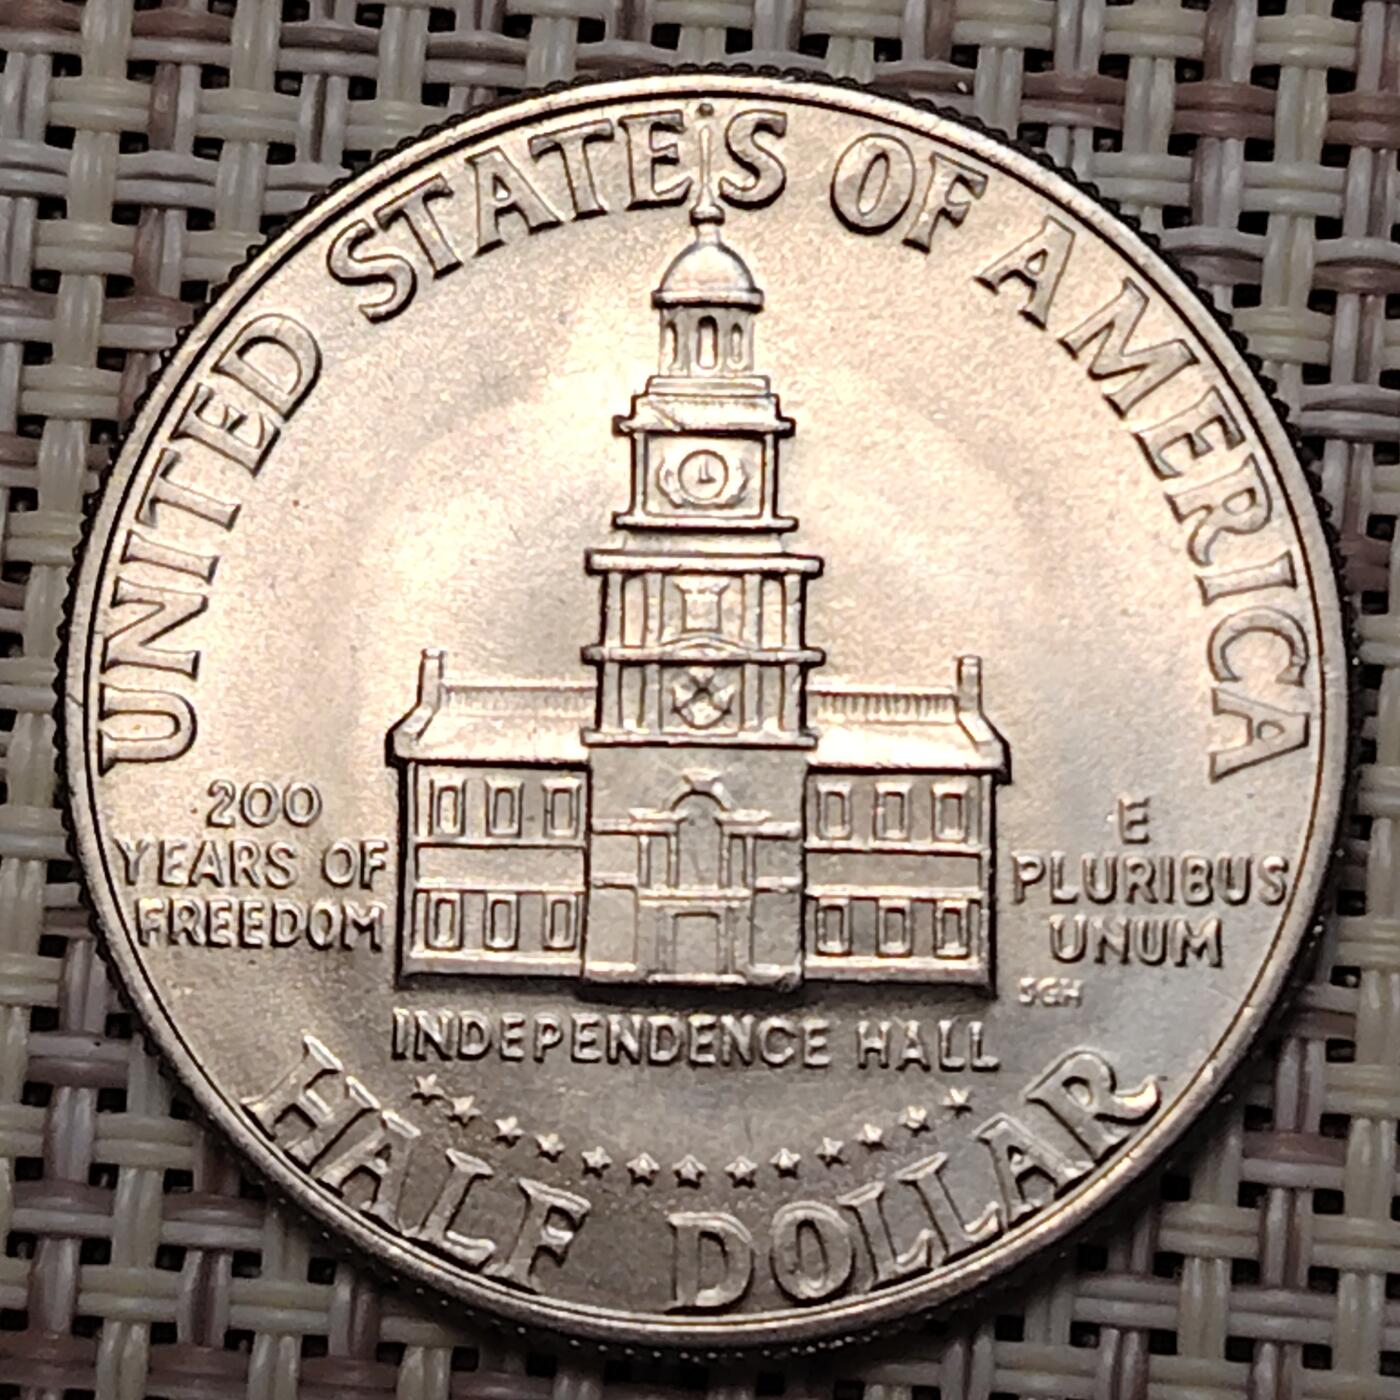 UNITED STATES OF AMERICA
200
YEARS OF
FREEDOM
E
PLURIBUS
UNUM
SGH
INDEPENDENCE HALL
HALF DOLLAR